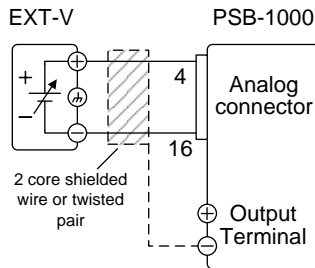 EXT-V
PSB-1000
+
−
+
−
4
16
Analog
connector
2 core shielded
wire or twisted
pair
+
−
Output
Terminal